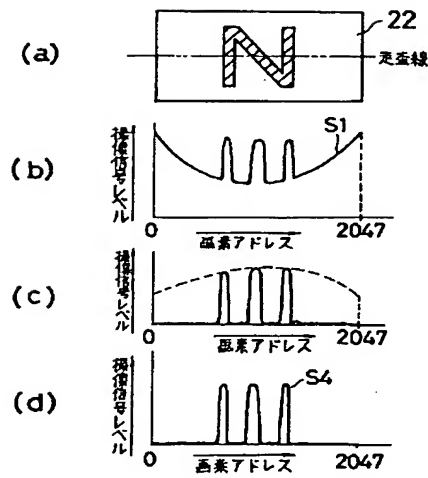 (a)
N
22
走査線
(b)
撮像信号レベル
S1
0
画素アドレス
2047
(c)
撮像信号レベル
0
画素アドレス
2047
(d)
撮像信号レベル
S4
0
画素アドレス
2047